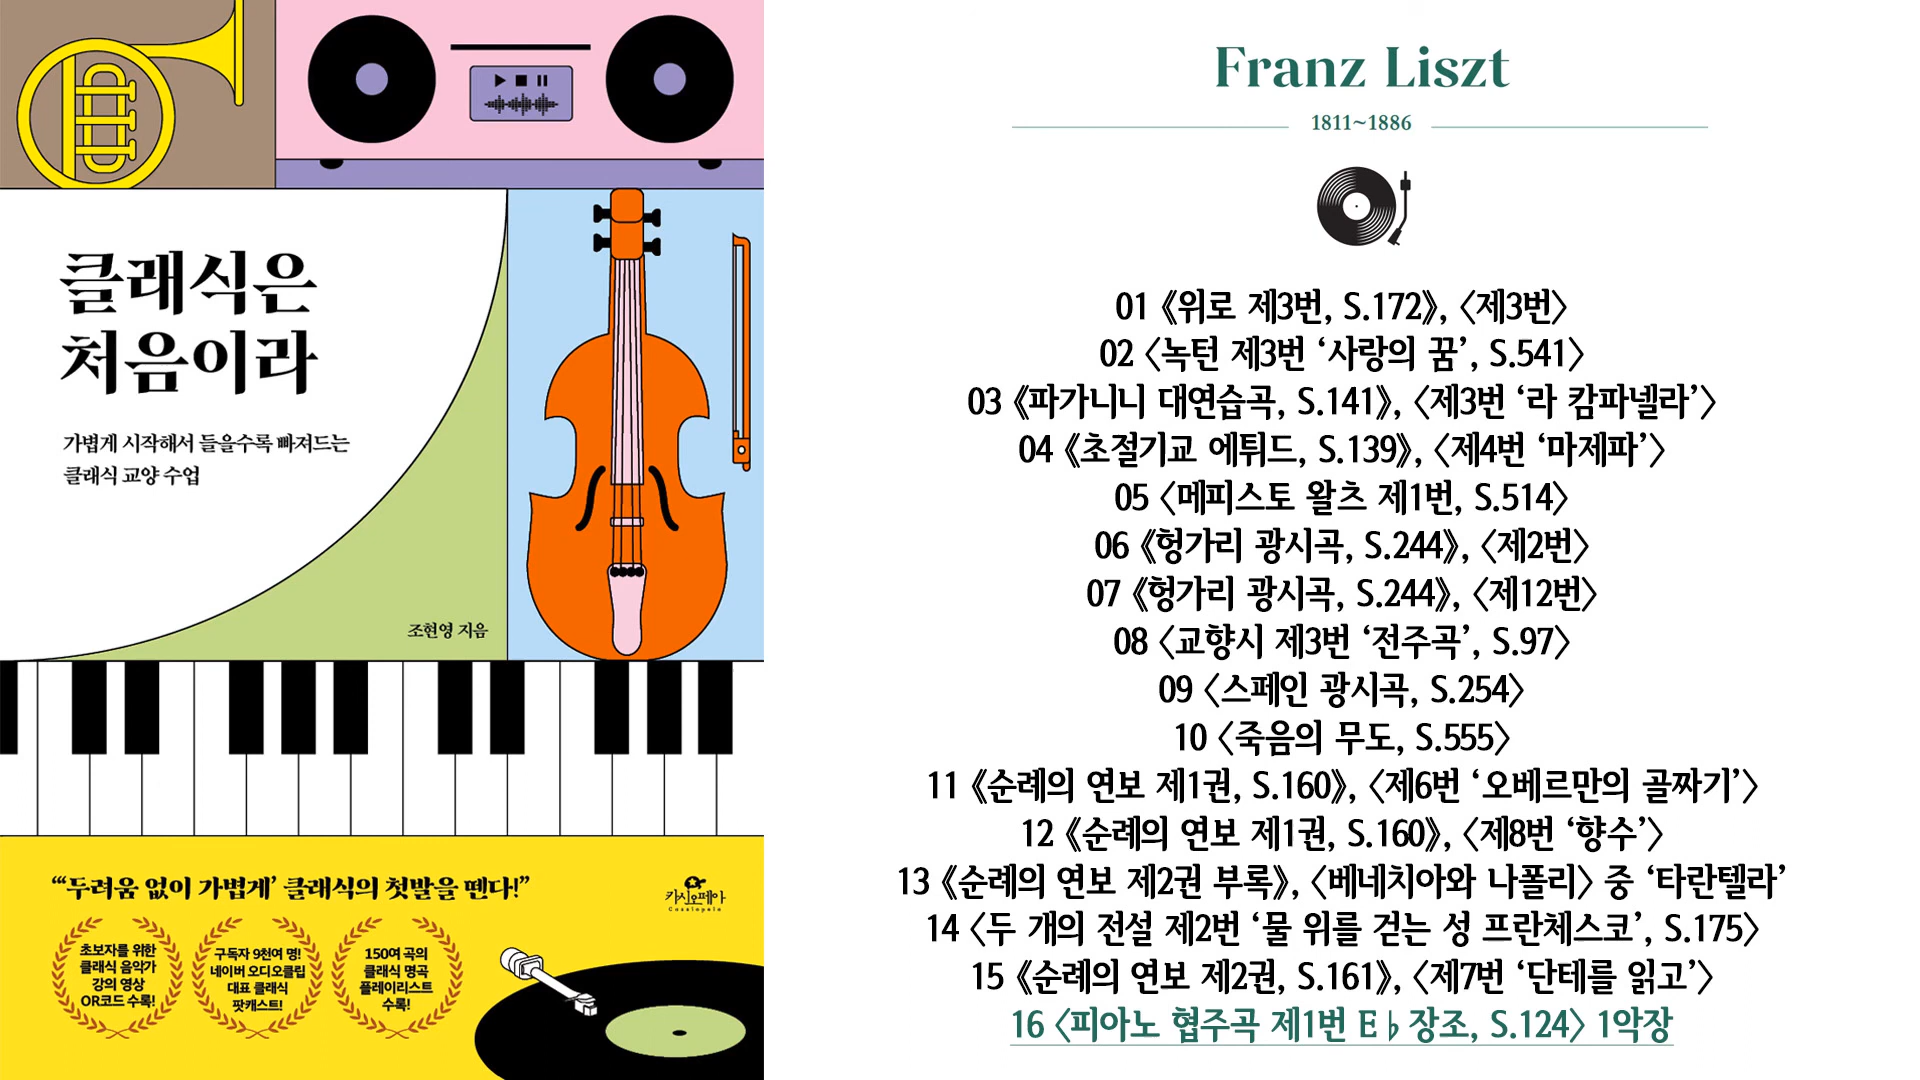 클래식은
처음이라
가볍게 시작해서 들을수록 빠져드는
클래식 교양 수업
조현영 지음
“‘두려움 없이 가볍게’ 클래식의 첫발을 뗀다!”
카시오페아
Cassiopeia
초보자를 위한
클래식 음악가
강의 영상
QR코드 수록!
구독자 9천여 명!
네이버 오디오클립
대표 클래식
팟캐스트!
150여 곡의
클래식 명곡
플레이리스트
수록!
Franz Liszt
1811~1886
01 《위로 제3번, S.172》, 〈제3번〉
02 〈녹턴 제3번 ‘사랑의 꿈’, S.541〉
03 《파가니니 대연습곡, S.141》, 〈제3번 ‘라 캄파넬라’〉
04 《초절기교 에튀드, S.139》, 〈제4번 ‘마제파’〉
05 〈메피스토 왈츠 제1번, S.514〉
06 《헝가리 광시곡, S.244》, 〈제2번〉
07 《헝가리 광시곡, S.244》, 〈제12번〉
08 〈교향시 제3번 ‘전주곡’, S.97〉
09 〈스페인 광시곡, S.254〉
10 〈죽음의 무도, S.555〉
11 《순례의 연보 제1권, S.160》, 〈제6번 ‘오베르만의 골짜기’〉
12 《순례의 연보 제1권, S.160》, 〈제8번 ‘향수’〉
13 《순례의 연보 제2권 부록》, 〈베네치아와 나폴리〉 중 ‘타란텔라’
14 〈두 개의 전설 제2번 ‘물 위를 걷는 성 프란체스코’, S.175〉
15 《순례의 연보 제2권, S.161》, 〈제7번 ‘단테를 읽고’〉
16 〈피아노 협주곡 제1번 E♭장조, S.124〉 1악장